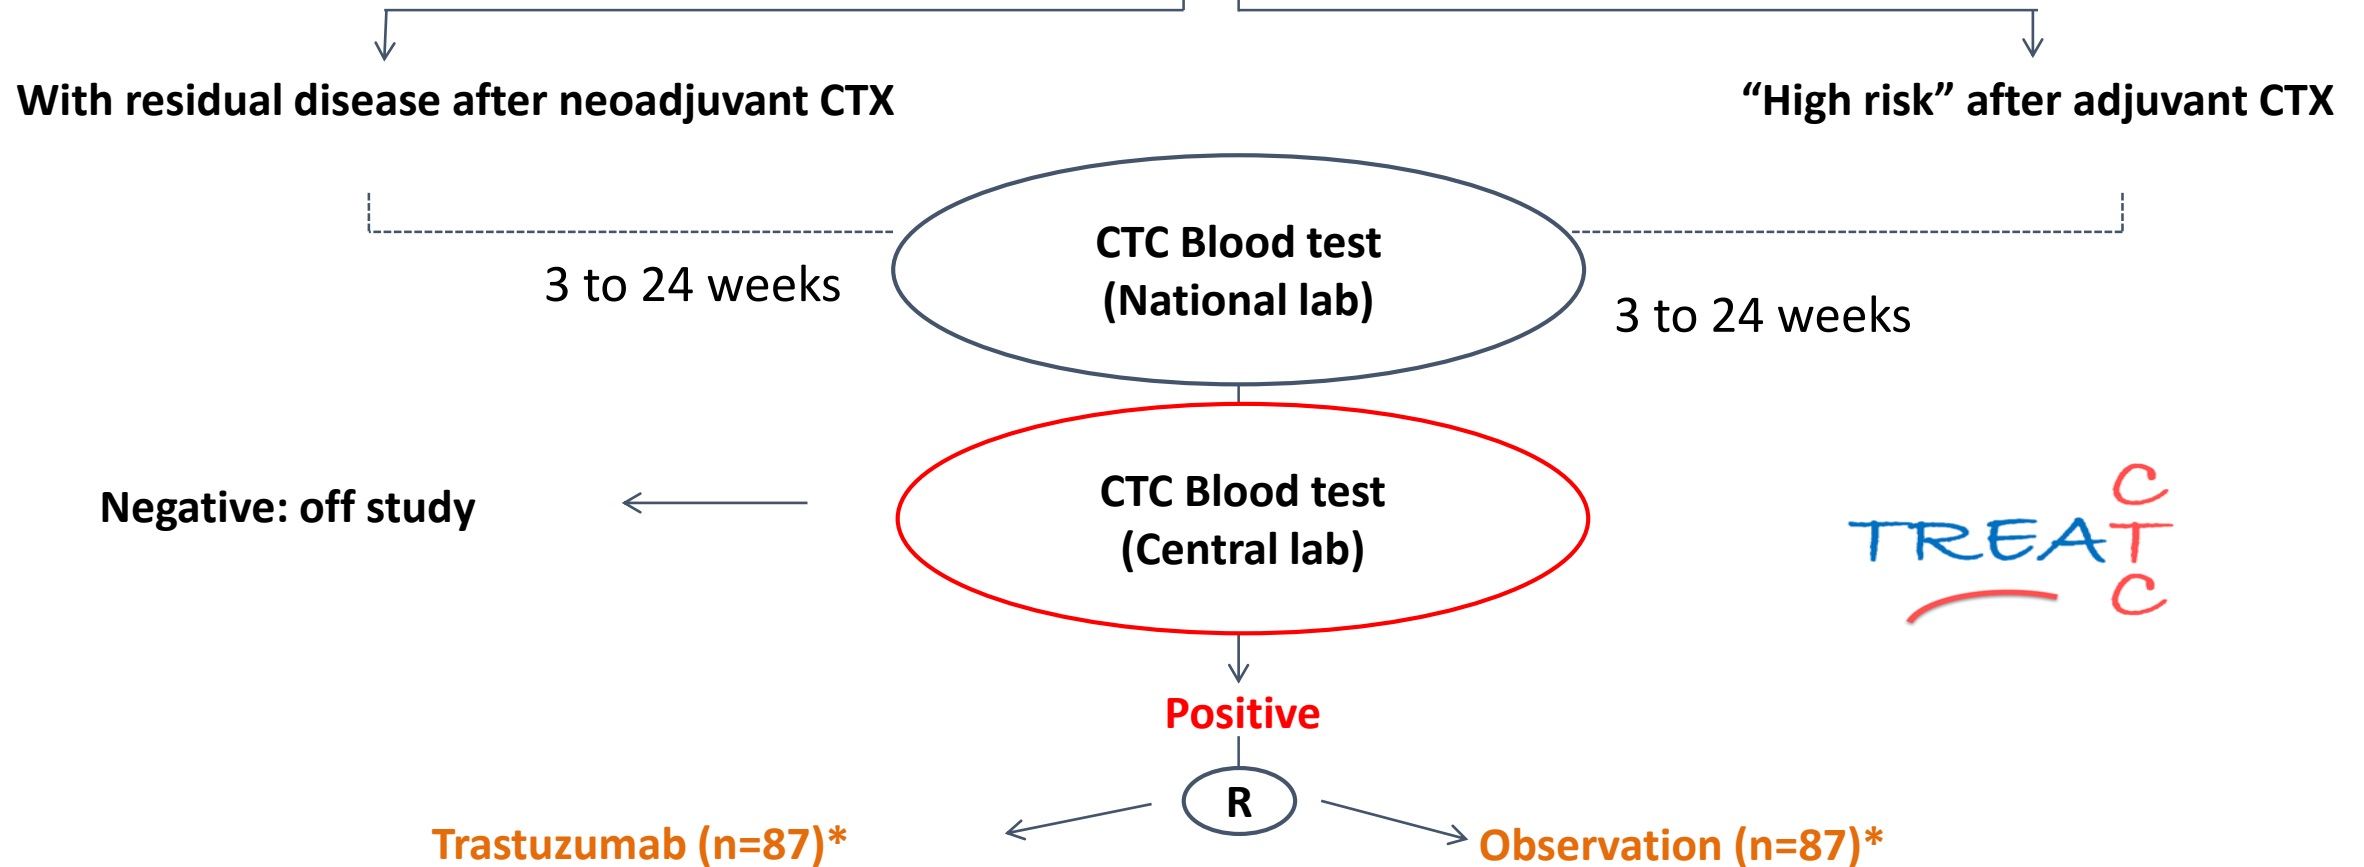 With residual disease after neoadjuvant CTX
“High risk” after adjuvant CTX
CTC Blood test
(National lab)
3 to 24 weeks
3 to 24 weeks
Negative: off study
CTC Blood test
(Central lab)
TREAT
CTC
Positive
R
Trastuzumab (n=87)*
Observation (n=87)*